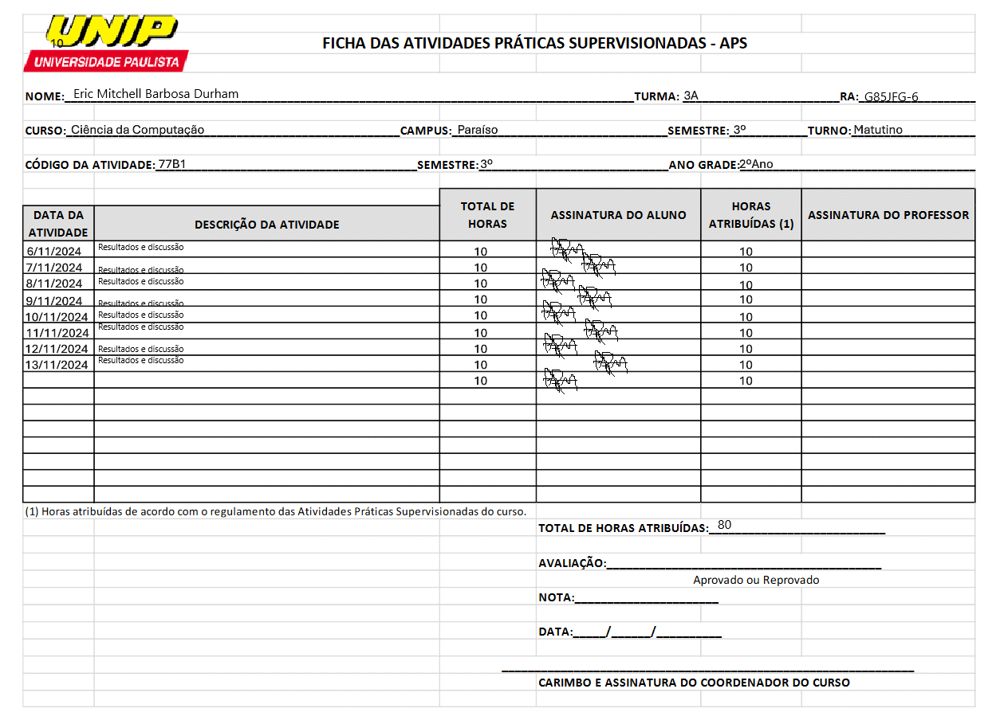 UNIP
10
UNIVERSIDADE PAULISTA
FICHA DAS ATIVIDADES PRÁTICAS SUPERVISIONADAS - APS
NOME: Eric Mitchell Barbosa Durham TURMA: 3A RA: G85JFG-6
CURSO: Ciência da Computação CAMPUS: Paraíso SEMESTRE: 3º TURNO: Matutino
CÓDIGO DA ATIVIDADE: 77B1 SEMESTRE: 3º ANO GRADE: 2ºAno
DATA DA ATIVIDADE DESCRIÇÃO DA ATIVIDADE TOTAL DE HORAS ASSINATURA DO ALUNO HORAS ATRIBUÍDAS (1) ASSINATURA DO PROFESSOR
6/11/2024 Resultados e discussão 10 10
7/11/2024 Resultados e discussão 10 10
8/11/2024 Resultados e discussão 10 10
9/11/2024 Resultados e discussão 10 10
10/11/2024 Resultados e discussão 10 10
11/11/2024 Resultados e discussão 10 10
12/11/2024 Resultados e discussão 10 10
13/11/2024 Resultados e discussão 10 10
10 10
(1) Horas atribuídas de acordo com o regulamento das Atividades Práticas Supervisionadas do curso.
TOTAL DE HORAS ATRIBUÍDAS: 80
AVALIAÇÃO:
Aprovado ou Reprovado
NOTA:
DATA:_____/______/__________
CARIMBO E ASSINATURA DO COORDENADOR DO CURSO